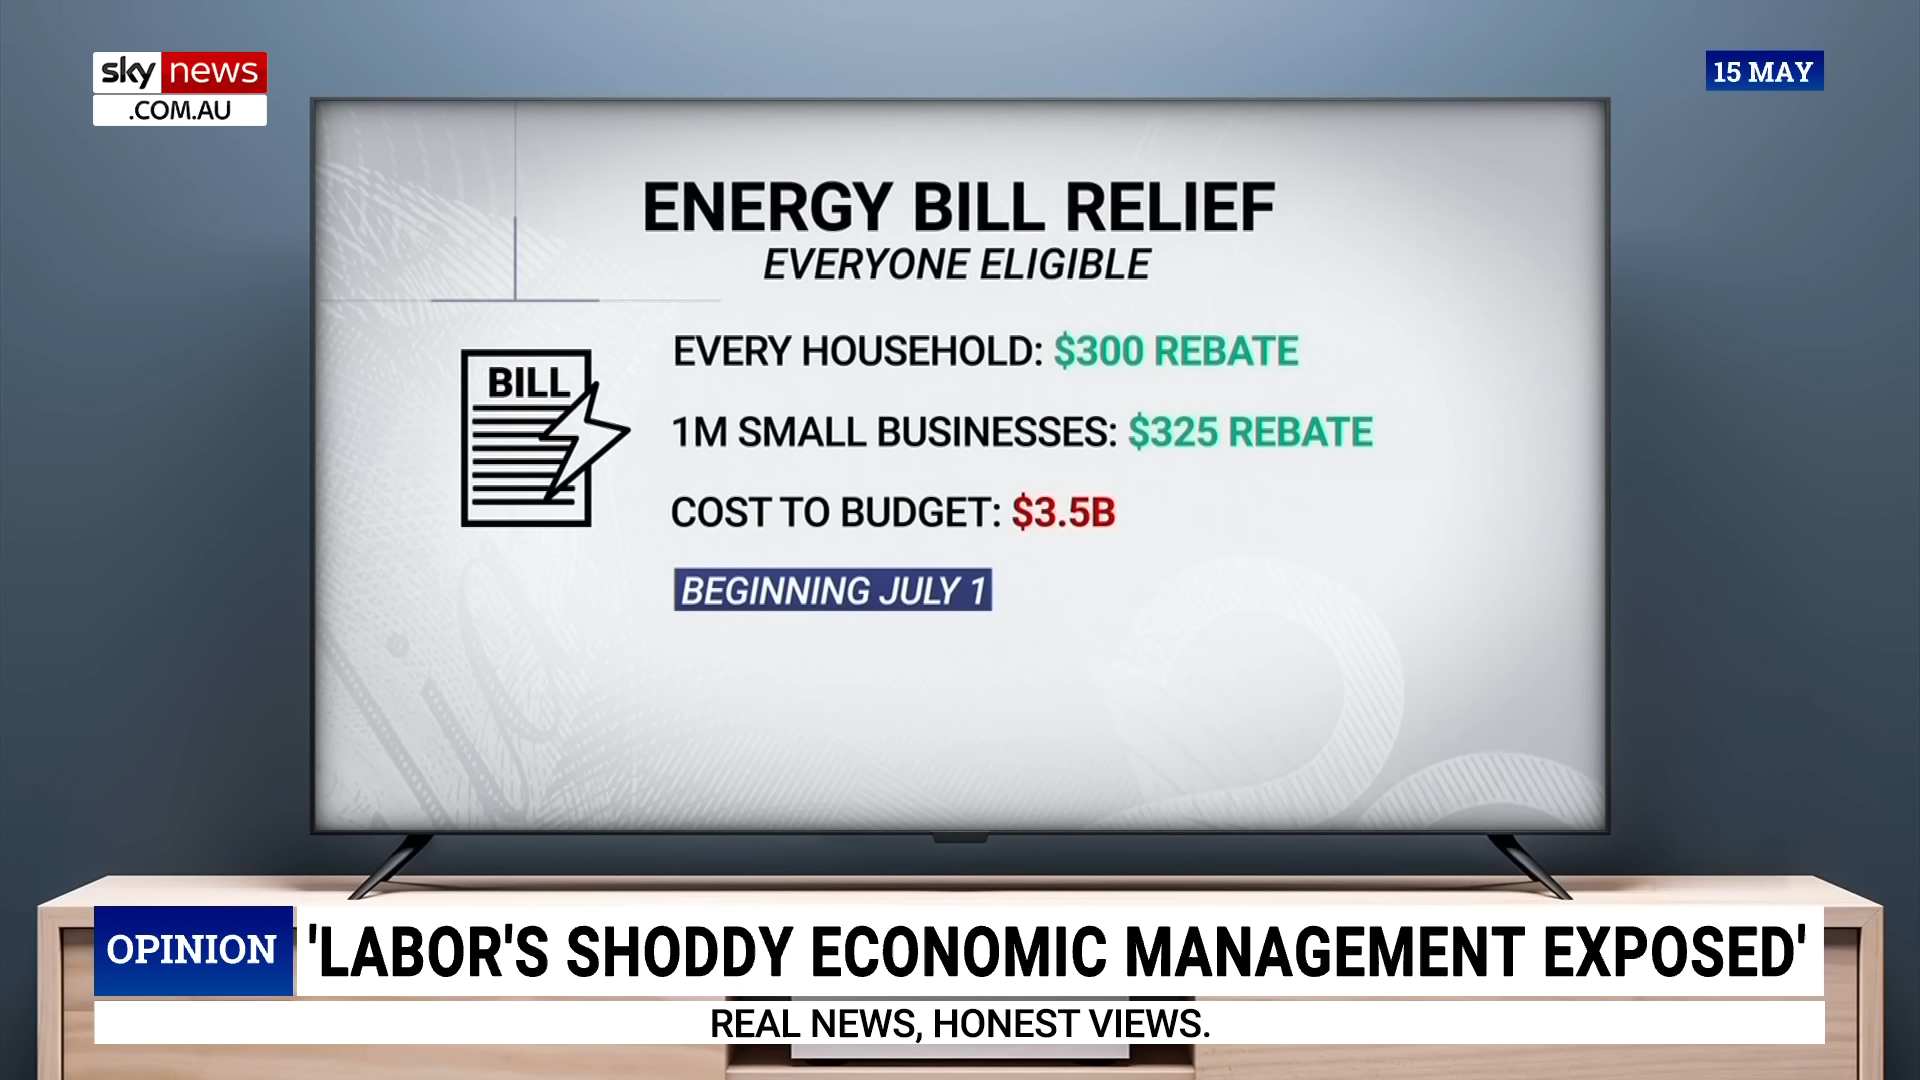 sky news
.COM.AU
15 MAY
ENERGY BILL RELIEF
EVERYONE ELIGIBLE
BILL
EVERY HOUSEHOLD: $300 REBATE
1M SMALL BUSINESSES: $325 REBATE
COST TO BUDGET: $3.5B
BEGINNING JULY 1
OPINION
'LABOR'S SHODDY ECONOMIC MANAGEMENT EXPOSED'
REAL NEWS, HONEST VIEWS.